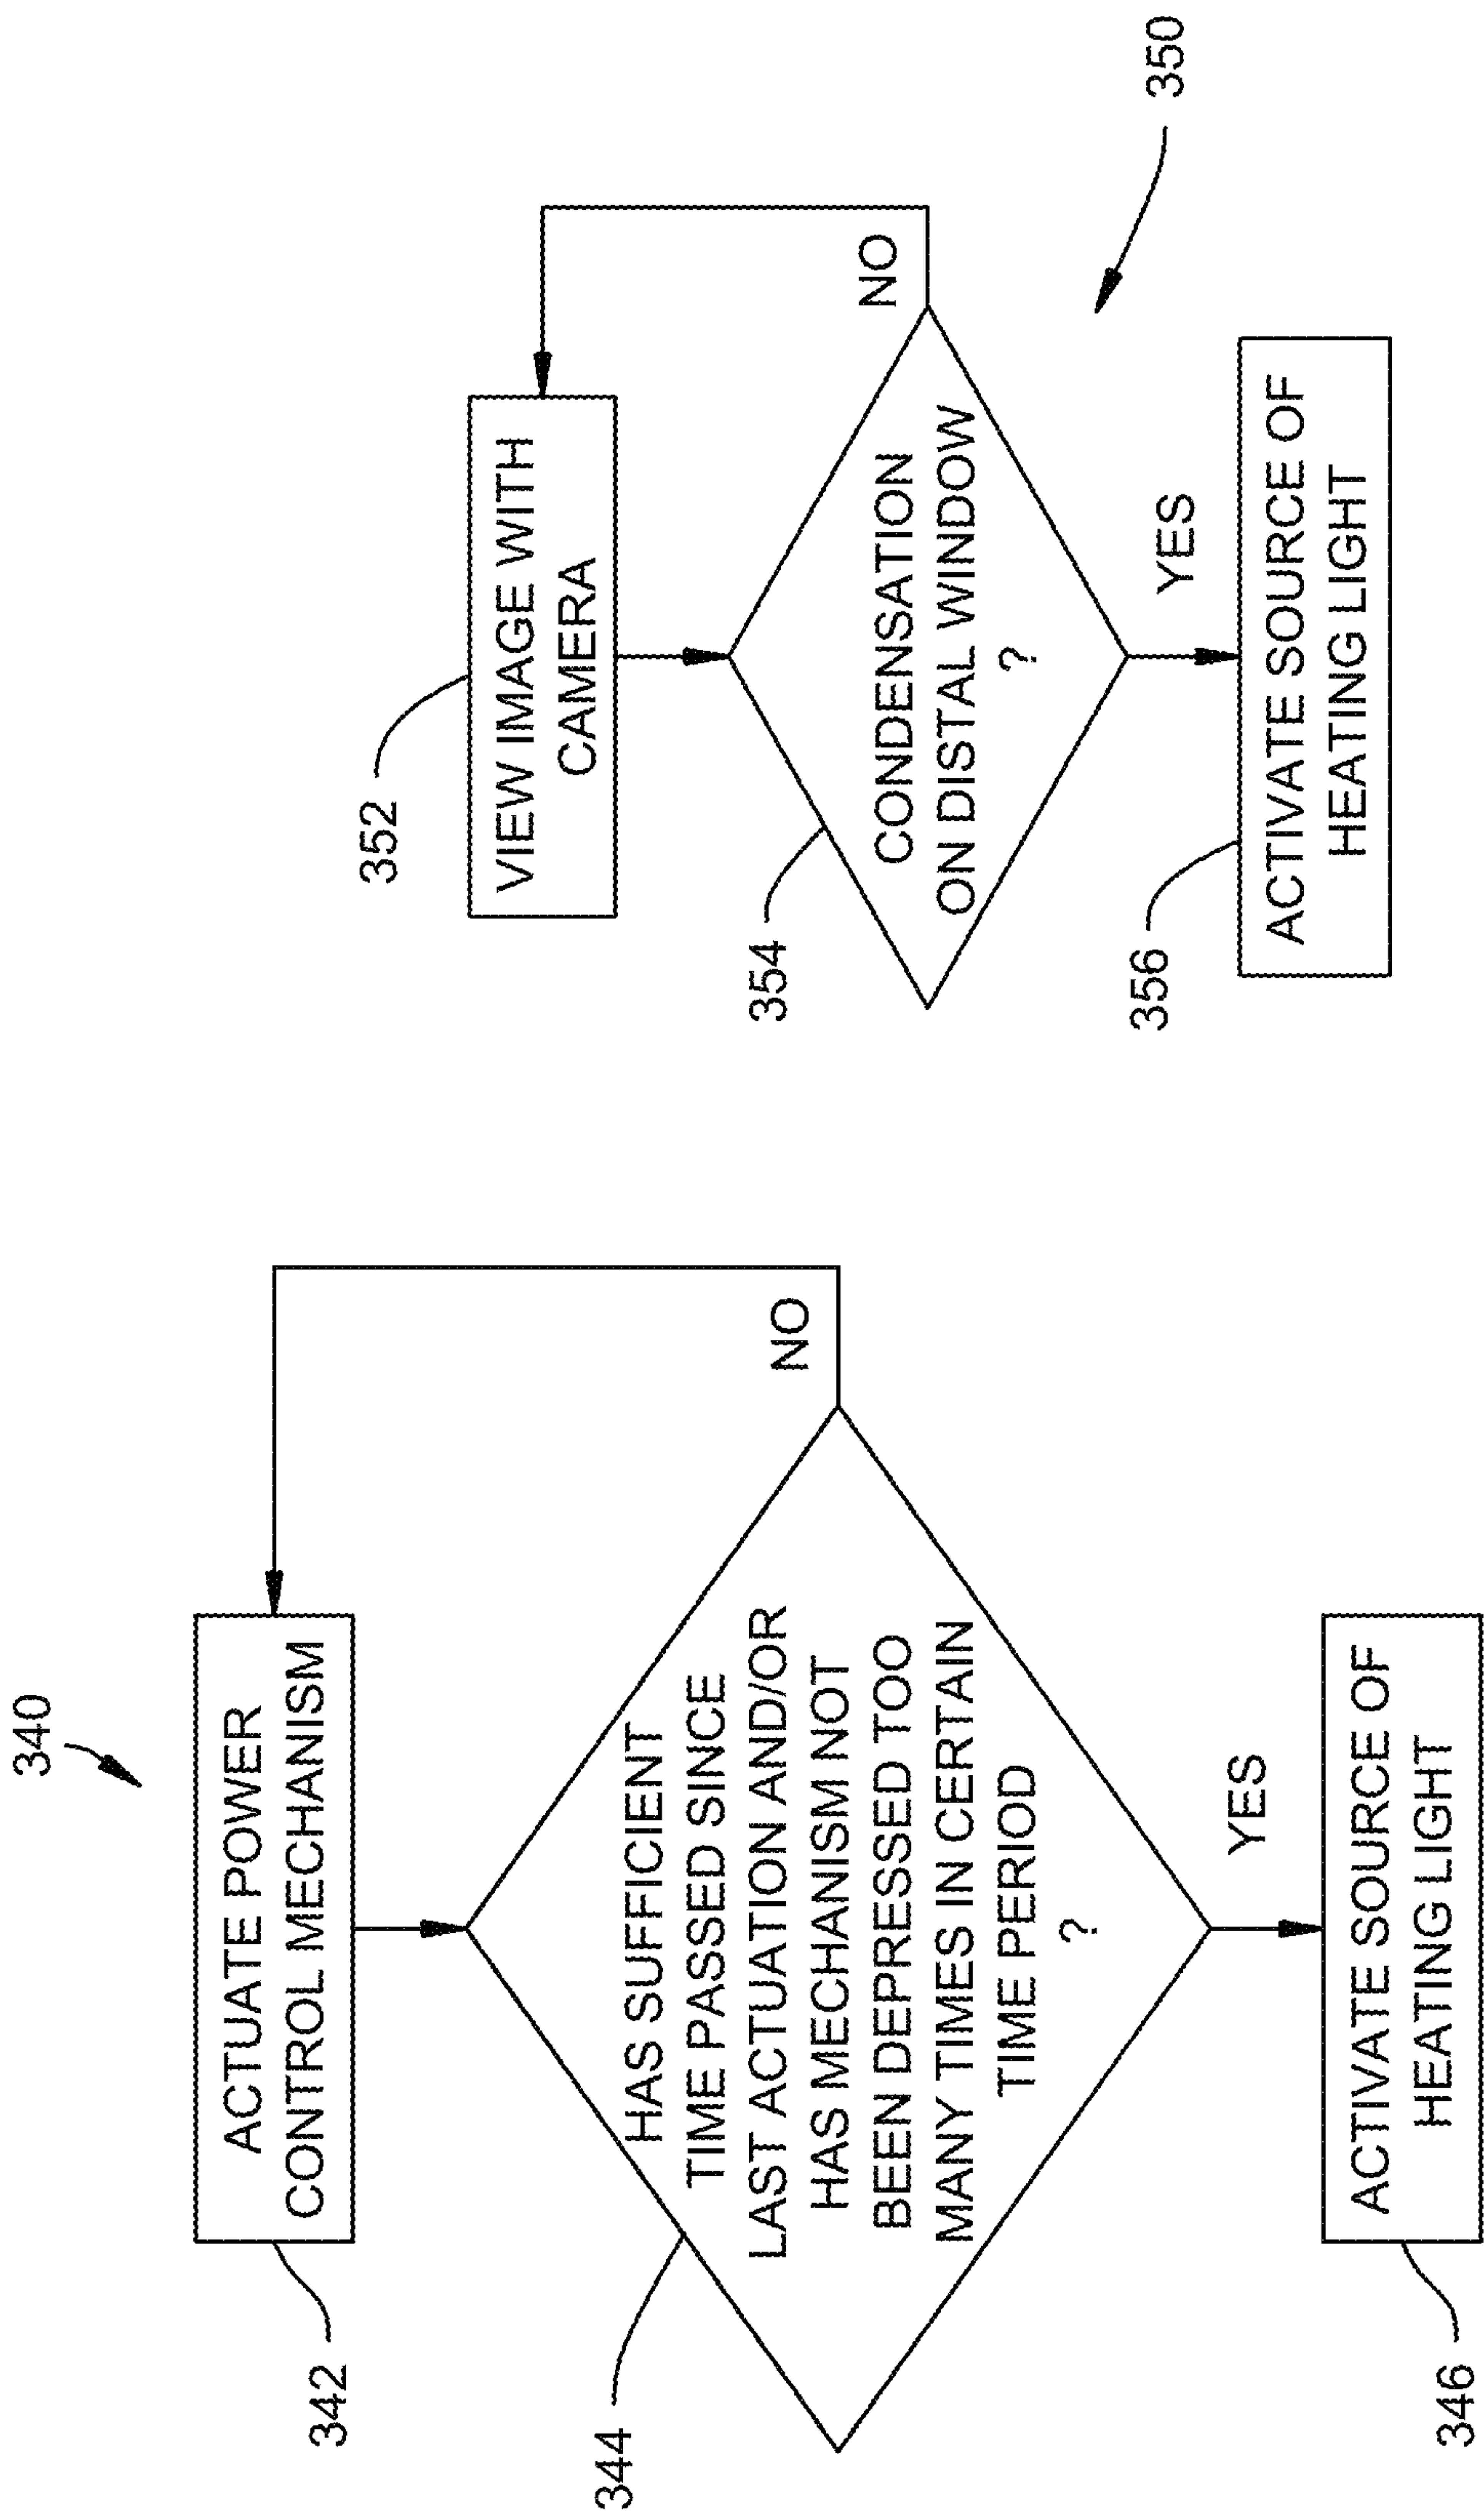 340
342
ACTUATE POWER
CONTROL MECHANISM
344
HAS SUFFICIENT
TIME PASSED SINCE
LAST ACTUATION AND/OR
HAS MECHANISM NOT
BEEN DEPRESSED TOO
MANY TIMES IN CERTAIN
TIME PERIOD
?
NO
YES
346
ACTIVATE SOURCE OF
HEATING LIGHT
352
VIEW IMAGE WITH
CAMERA
354
CONDENSATION
ON DISTAL WINDOW
?
NO
YES
350
356
ACTIVATE SOURCE OF
HEATING LIGHT